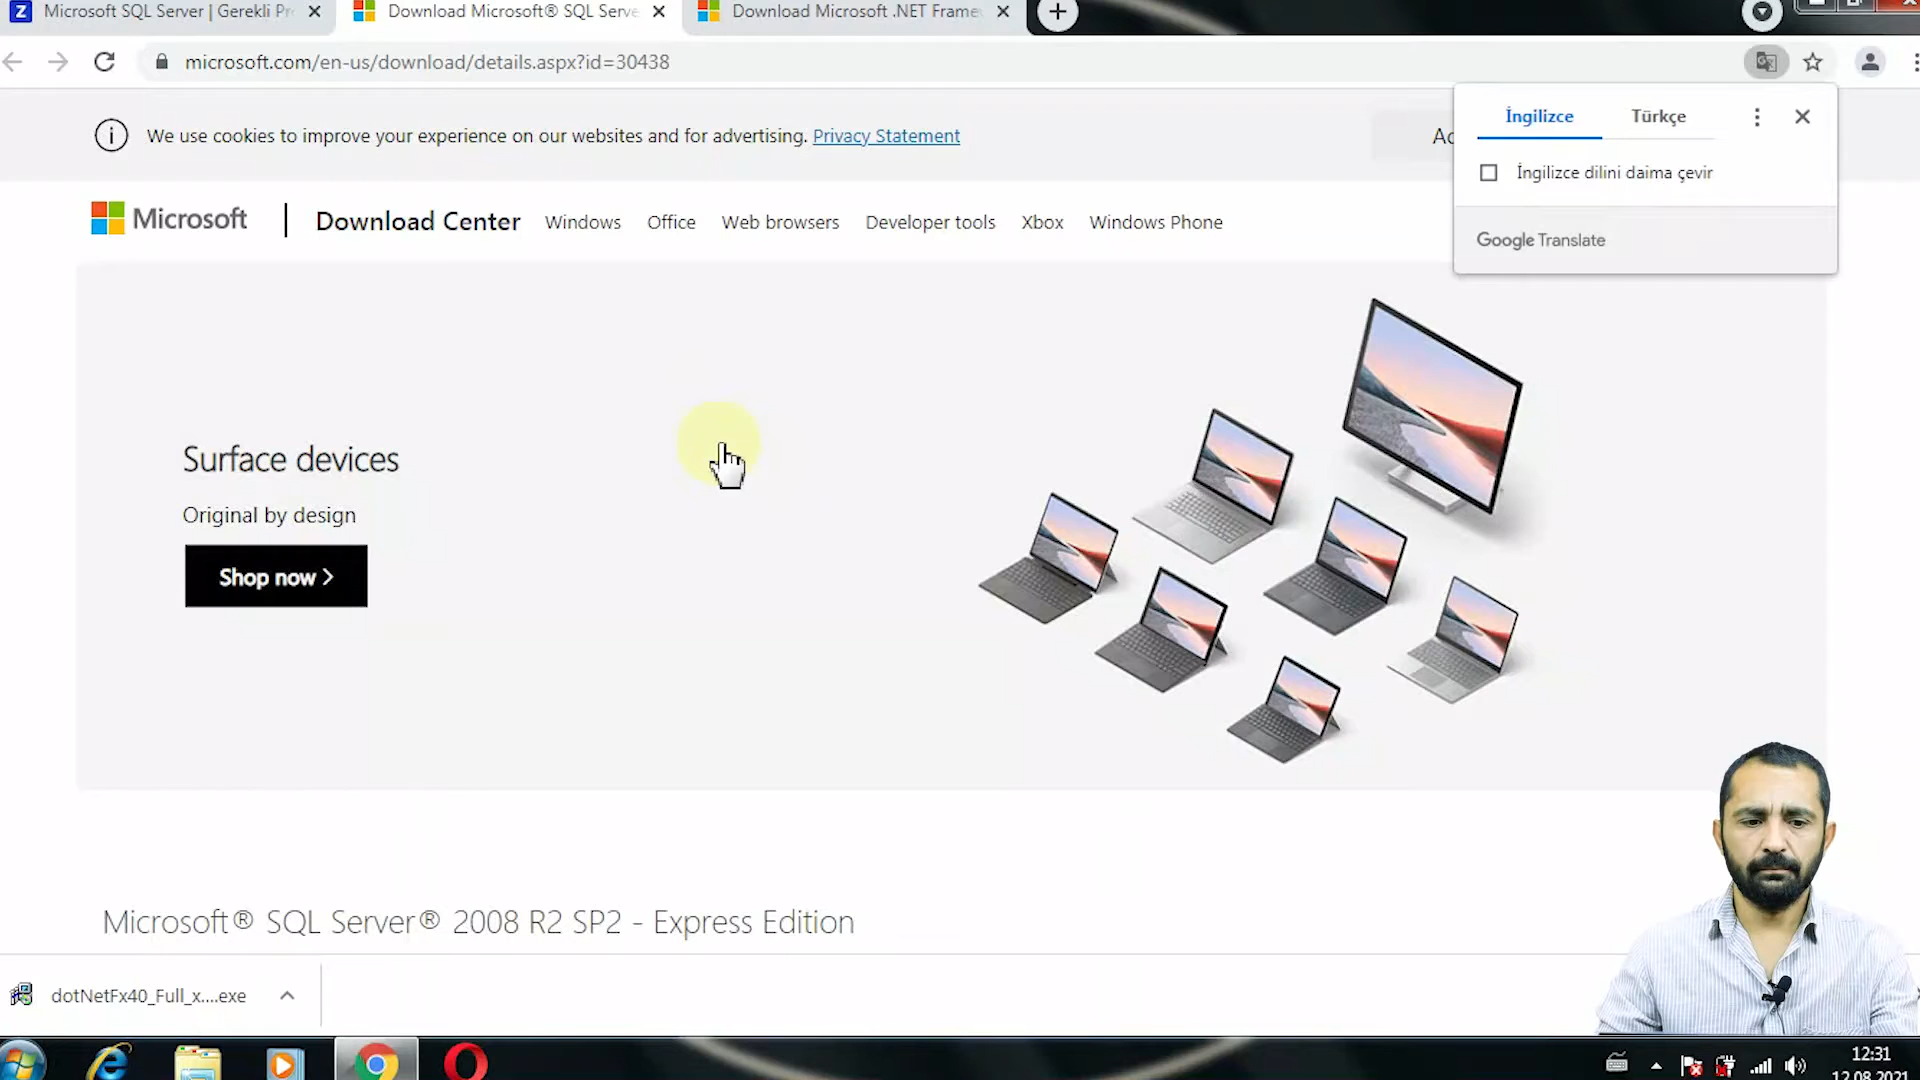 Microsoft SQL Server | Gerekli Pr
Download Microsoft® SQL Serve
Download Microsoft .NET Frame
microsoft.com/en-us/download/details.aspx?id=30438
We use cookies to improve your experience on our websites and for advertising. Privacy Statement
İngilizce Türkçe
İngilizce dilini daima çevir
Google Translate
Microsoft
Download Center
Windows
Office
Web browsers
Developer tools
Xbox
Windows Phone
Surface devices
Original by design
Shop now >
Microsoft® SQL Server® 2008 R2 SP2 - Express Edition
dotNetFx40_Full_x....exe
12:31
12.08.2021